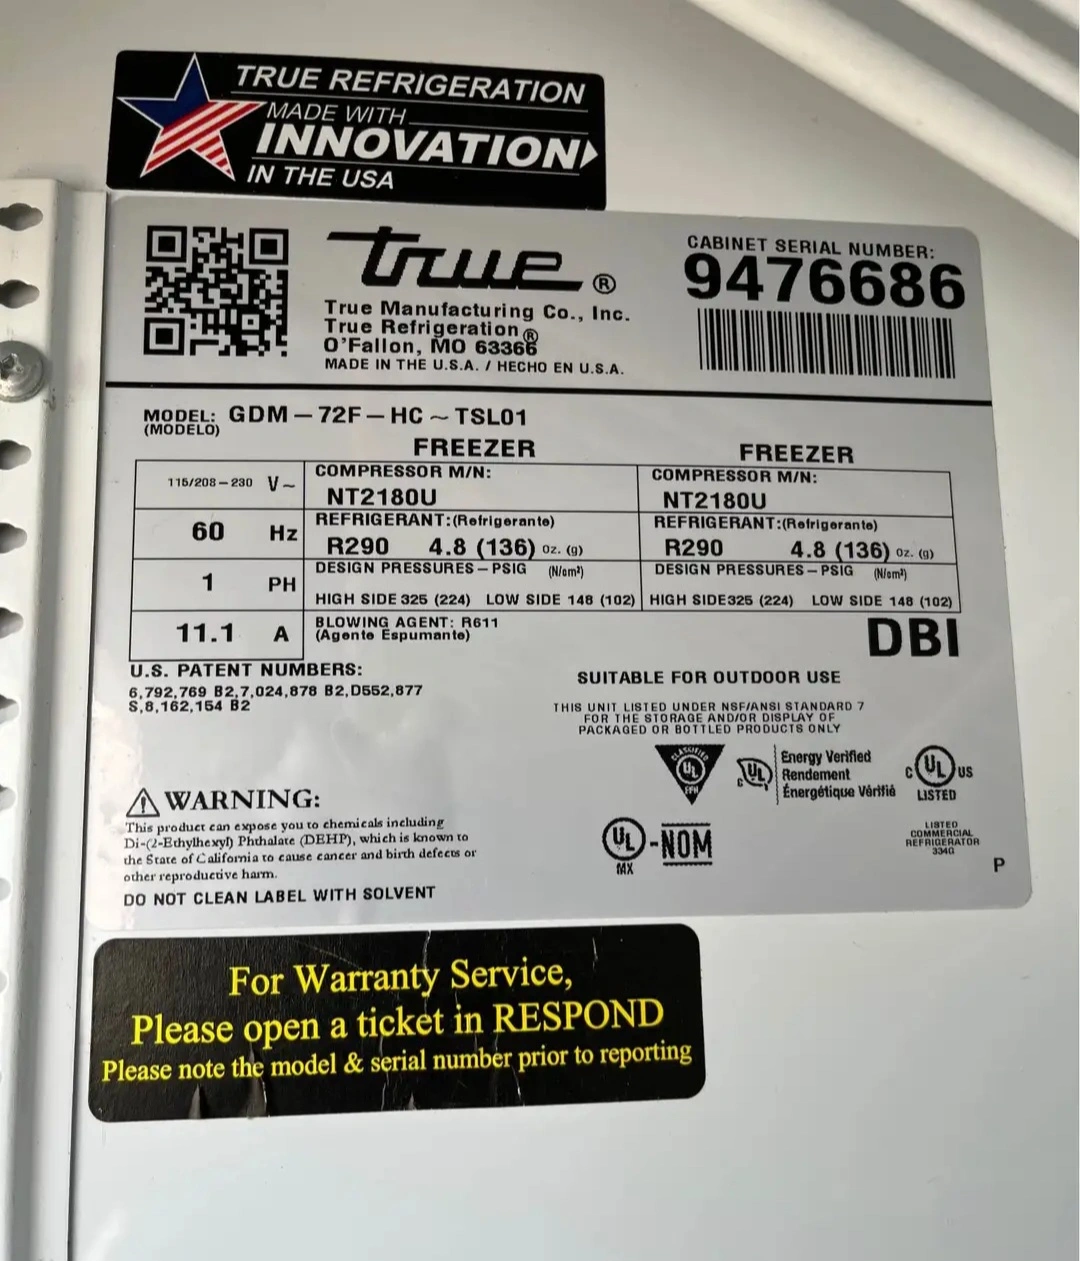 TRUE REFRIGERATION
MADE WITH
INNOVATION
IN THE USA
true®
True Manufacturing Co., Inc.
True Refrigeration®
O'Fallon, MO 63366
MADE IN THE U.S.A. / HECHO EN U.S.A.
CABINET SERIAL NUMBER:
9476686
MODEL: GDM-72F-HC~TSL01
(MODELO)
FREEZER
FREEZER
115/208-230 V~
60 Hz
1 PH
11.1 A
COMPRESSOR M/N:
NT2180U
REFRIGERANT:(Refrigerante)
R290 4.8 (136) oz. (g)
DESIGN PRESSURES-PSIG (N/cm²)
HIGH SIDE 325 (224) LOW SIDE 148 (102)
COMPRESSOR M/N:
NT2180U
REFRIGERANT:(Refrigerante)
R290 4.8 (136) oz. (g)
DESIGN PRESSURES-PSIG (N/cm²)
HIGH SIDE325 (224) LOW SIDE 148 (102)
BLOWING AGENT: R611
(Agente Espumante)
DBI
U.S. PATENT NUMBERS:
6,792,769 B2,7,024,878 B2,D552,877
S,8,162,154 B2
SUITABLE FOR OUTDOOR USE
THIS UNIT LISTED UNDER NSF/ANSI STANDARD 7
FOR THE STORAGE AND/OR DISPLAY OF
PACKAGED OR BOTTLED PRODUCTS ONLY
CLASSIFIED
UL
EPH
C UL
Energy Verified
Rendement
Énergétique Vérifié
C UL US
LISTED
UL-NOM
MX
LISTED
COMMERCIAL
REFRIGERATOR
334G
P
WARNING:
This product can expose you to chemicals including
Di-(2-Ethylhexyl) Phthalate (DEHP), which is known to
the State of California to cause cancer and birth defects or
other reproductive harm.
DO NOT CLEAN LABEL WITH SOLVENT
For Warranty Service,
Please open a ticket in RESPOND
Please note the model & serial number prior to reporting